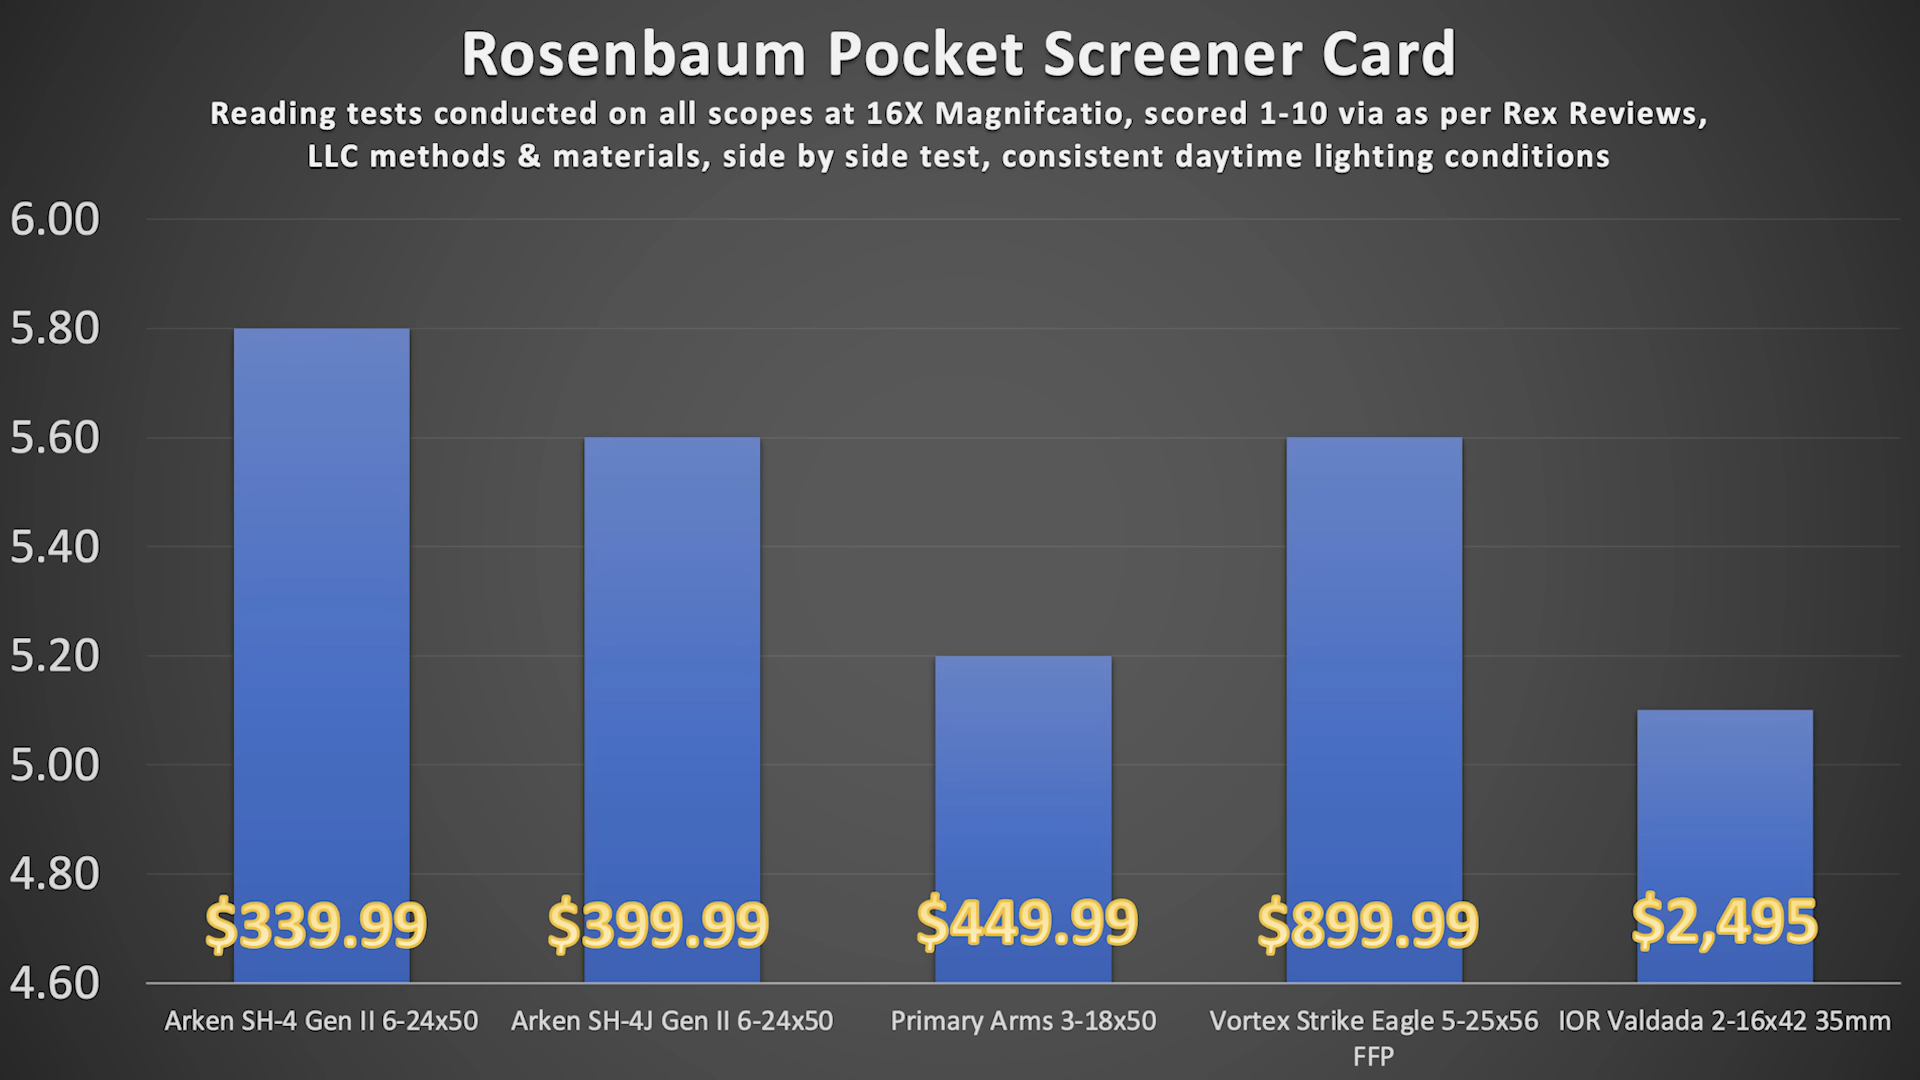 Rosenbaum Pocket Screener Card
Reading tests conducted on all scopes at 16X Magnifcatio, scored 1-10 via as per Rex Reviews,
LLC methods & materials, side by side test, consistent daytime lighting conditions
6.00
5.80
5.60
5.40
5.20
5.00
4.80
4.60
$339.99
$399.99
$449.99
$899.99
$2,495
Arken SH-4 Gen II 6-24x50
Arken SH-4J Gen II 6-24x50
Primary Arms 3-18x50
Vortex Strike Eagle 5-25x56
FFP
IOR Valdada 2-16x42 35mm